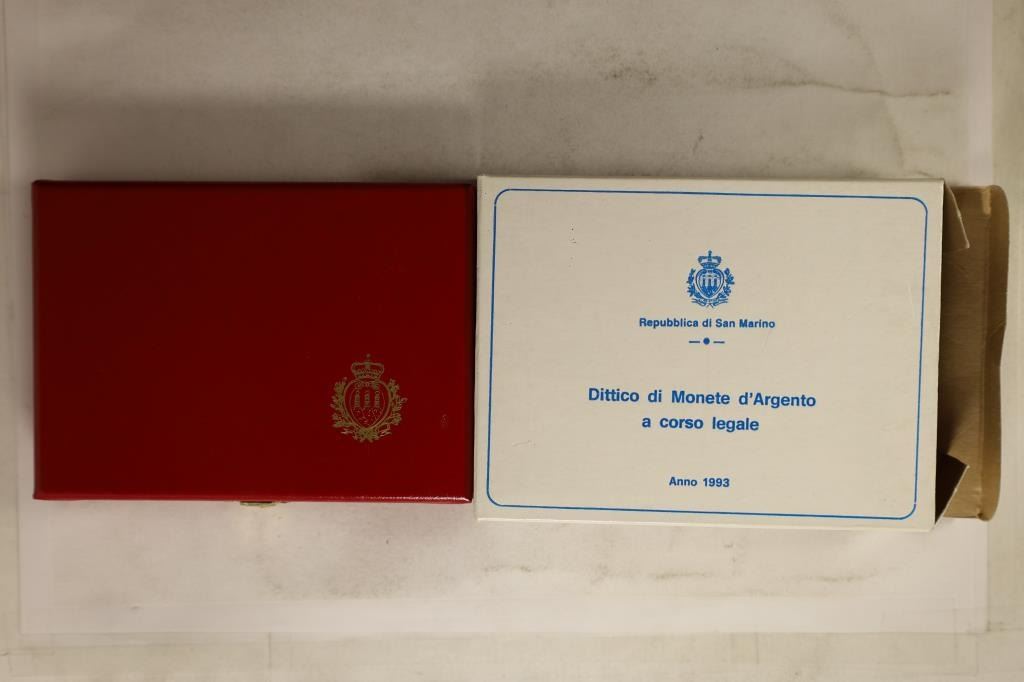 Repubblica di San Marino
Dittico di Monete d'Argento
a corso legale
Anno 1993